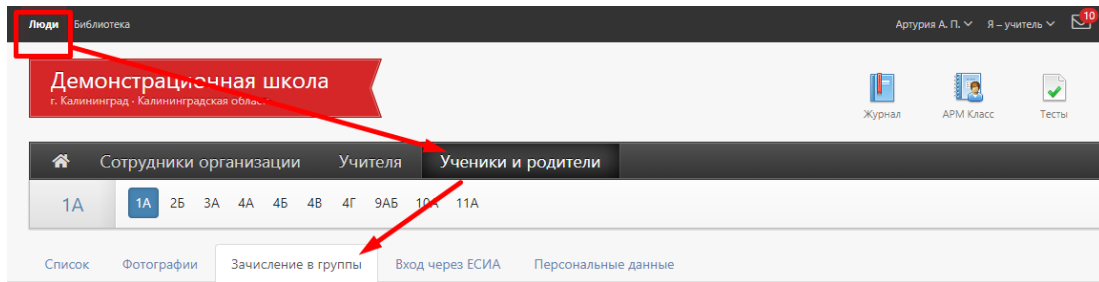 Люди Библиотека Артурия А. П. Я – учитель 10
Демонстрационная школа
г. Калининград · Калининградская область
Журнал АРМ Класс Тесты
Сотрудники организации Учителя Ученики и родители
1А 1А 2Б 3А 4А 4Б 4В 4Г 9АБ 10А 11А
Список Фотографии Зачисление в группы Вход через ЕСИА Персональные данные